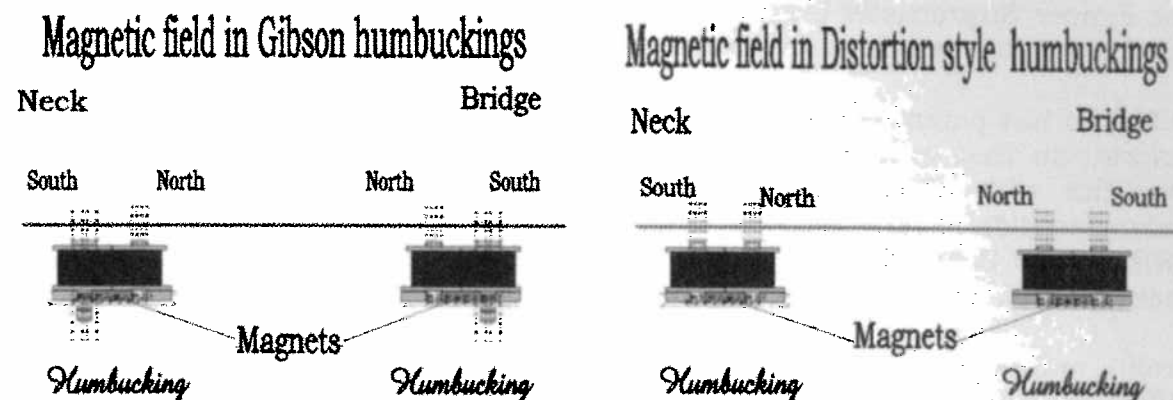 Magnetic field in Gibson humbuckings
Neck Bridge
South North North South
Magnets
Humbucking Humbucking
Magnetic field in Distortion style humbuckings
Neck Bridge
South North North South
Magnets
Humbucking Humbucking